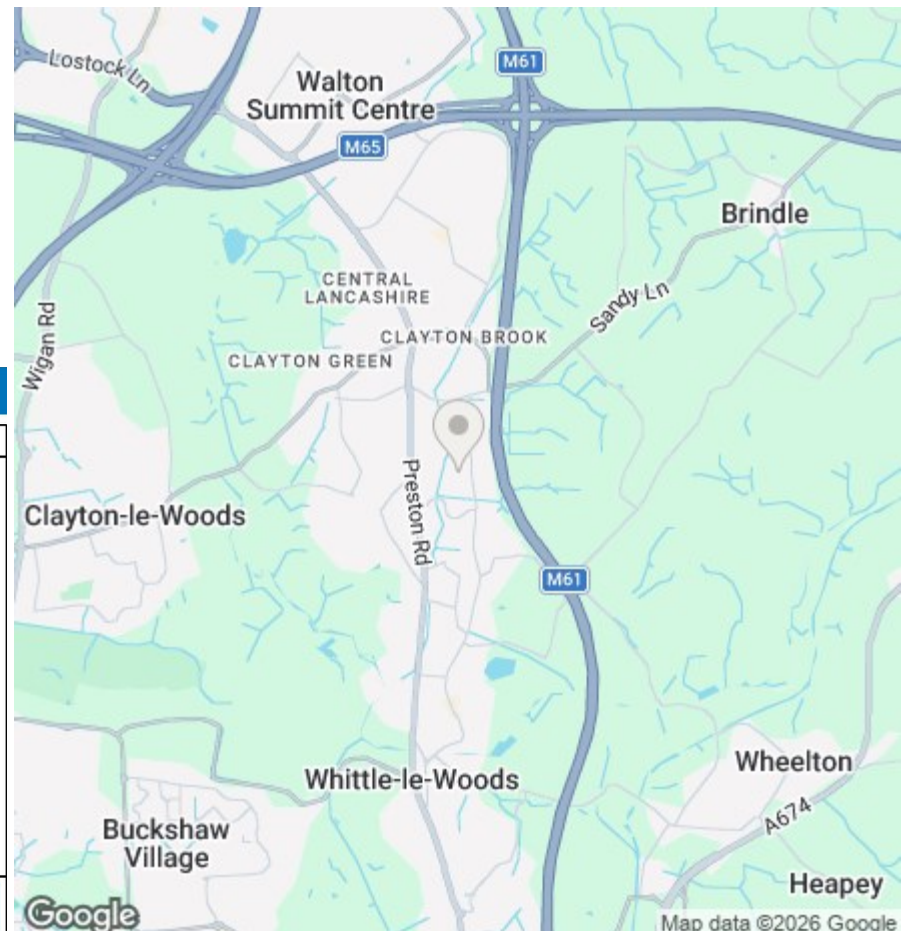 Lostock Ln
Walton
Summit Centre
M61
M65
Brindle
CENTRAL
LANCASHIRE
Sandy Ln
Wigan Rd
CLAYTON BROOK
CLAYTON GREEN
Preston Rd
Clayton-le-Woods
M61
Whittle-le-Woods
Wheelton
A674
Buckshaw
Village
Heapey
Google
Map data ©2026 Google